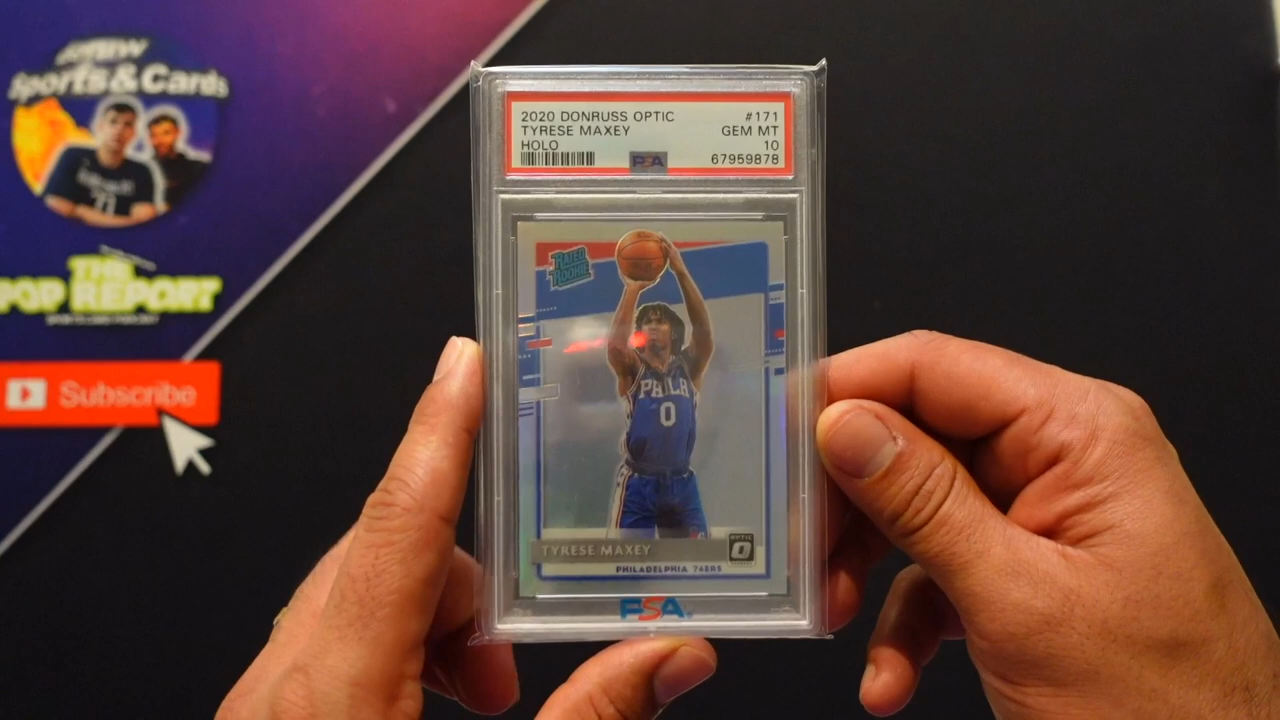 Sports & Cards
THE
POP REPORT
Subscribe
2020 DONRUSS OPTIC #171
TYRESE MAXEY GEM MT
HOLO 10
PSA 67959878
RATED
ROOKIE
PHILA
0
TYRESE MAXEY
OPTIC
PHILADELPHIA 76ERS
PSA